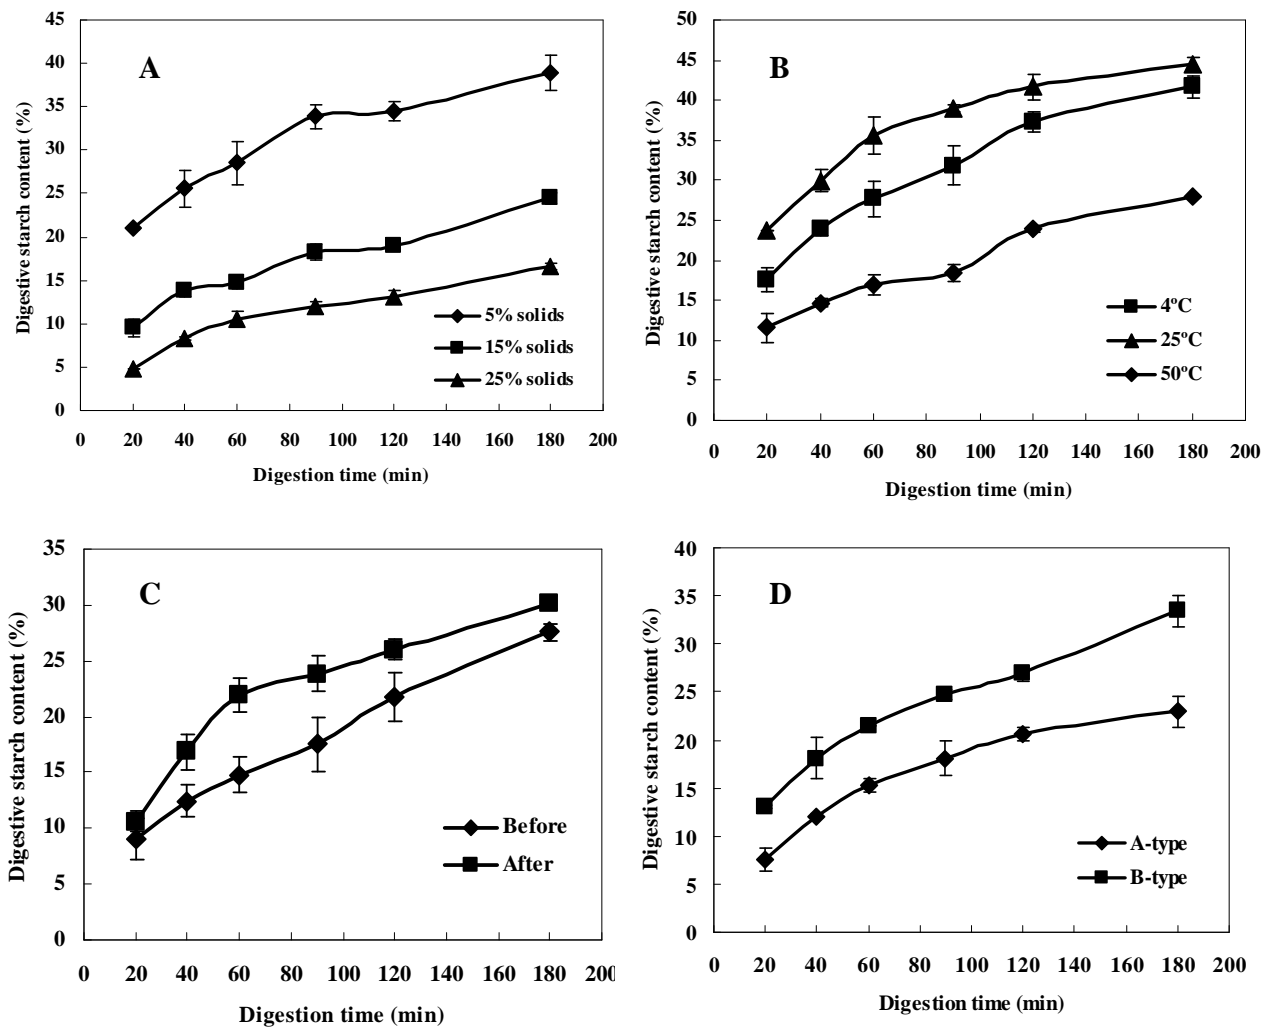 A
Digestive starch content (%)
45
40
35
30
25
20
15
10
5
0
5% solids
15% solids
25% solids
0 20 40 60 80 100 120 140 160 180 200
Digestion time (min)
B
Digestive starch content (%)
50
45
40
35
30
25
20
15
10
5
0
4ºC
25ºC
50ºC
0 20 40 60 80 100 120 140 160 180 200
Digestion time (min)
C
Digestive starch content (%)
35
30
25
20
15
10
5
0
Before
After
0 20 40 60 80 100 120 140 160 180 200
Digestion time (min)
D
Digestive starch content (%)
40
35
30
25
20
15
10
5
0
A-type
B-type
0 20 40 60 80 100 120 140 160 180 200
Digestion time (min)